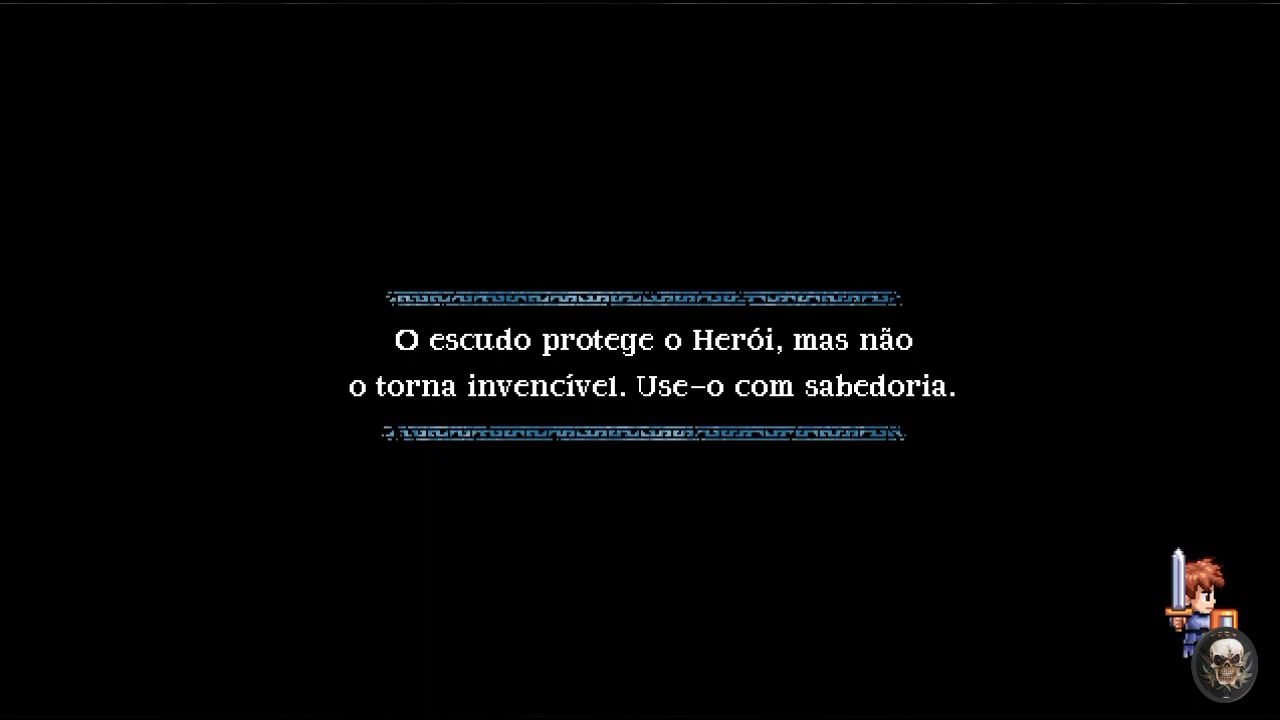 O escudo protege o Herói, mas não
o torna invencível. Use-o com sabedoria.